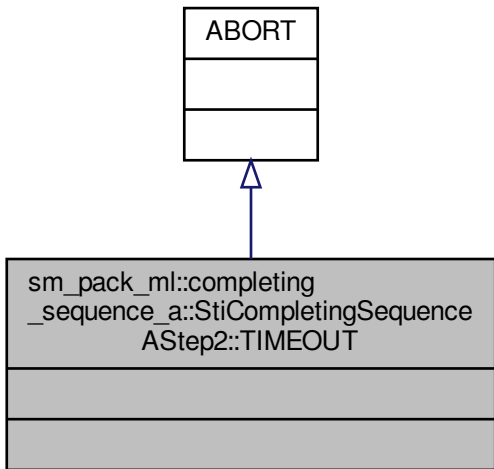 ABORT
sm_pack_ml::completing
_sequence_a::StiCompletingSequence
AStep2::TIMEOUT